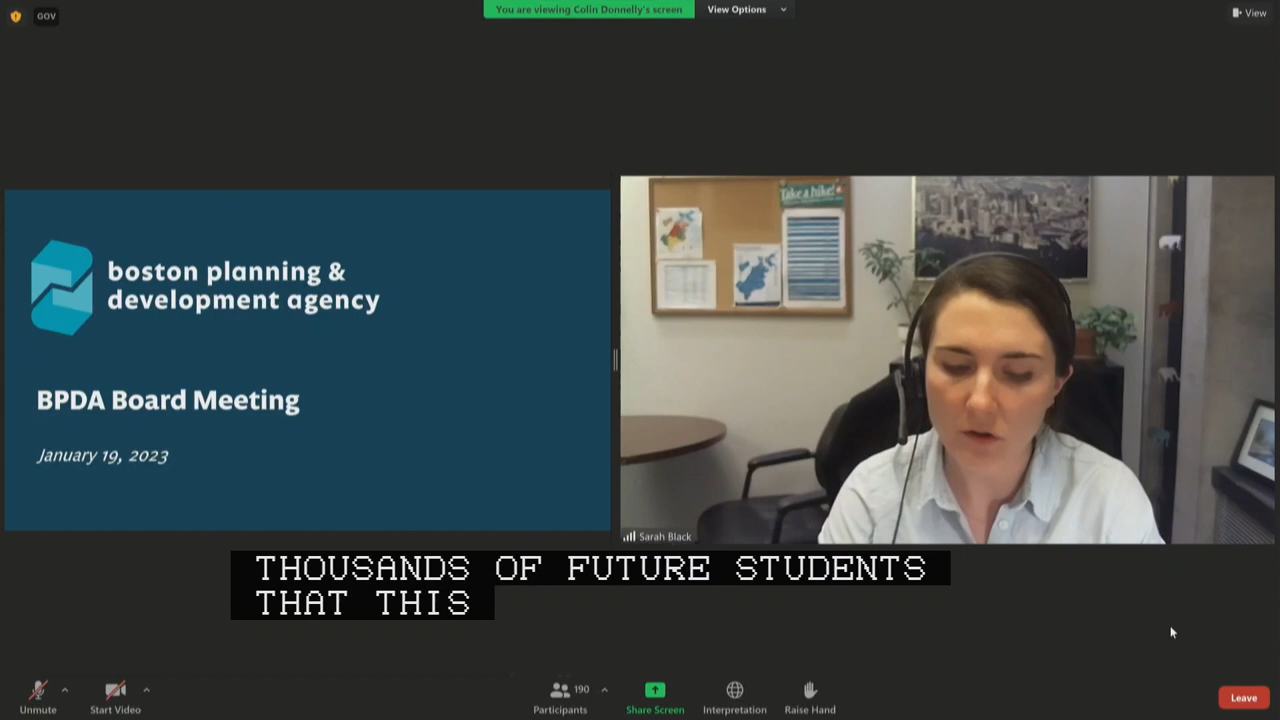 GOV
You are viewing Colin Donnelly's screen
View Options
View
boston planning &
development agency
BPDA Board Meeting
January 19, 2023
Take a hike!
Sarah Black
THOUSANDS OF FUTURE STUDENTS
THAT THIS
Unmute
Start Video
190
Participants
Share Screen
Interpretation
Raise Hand
Leave